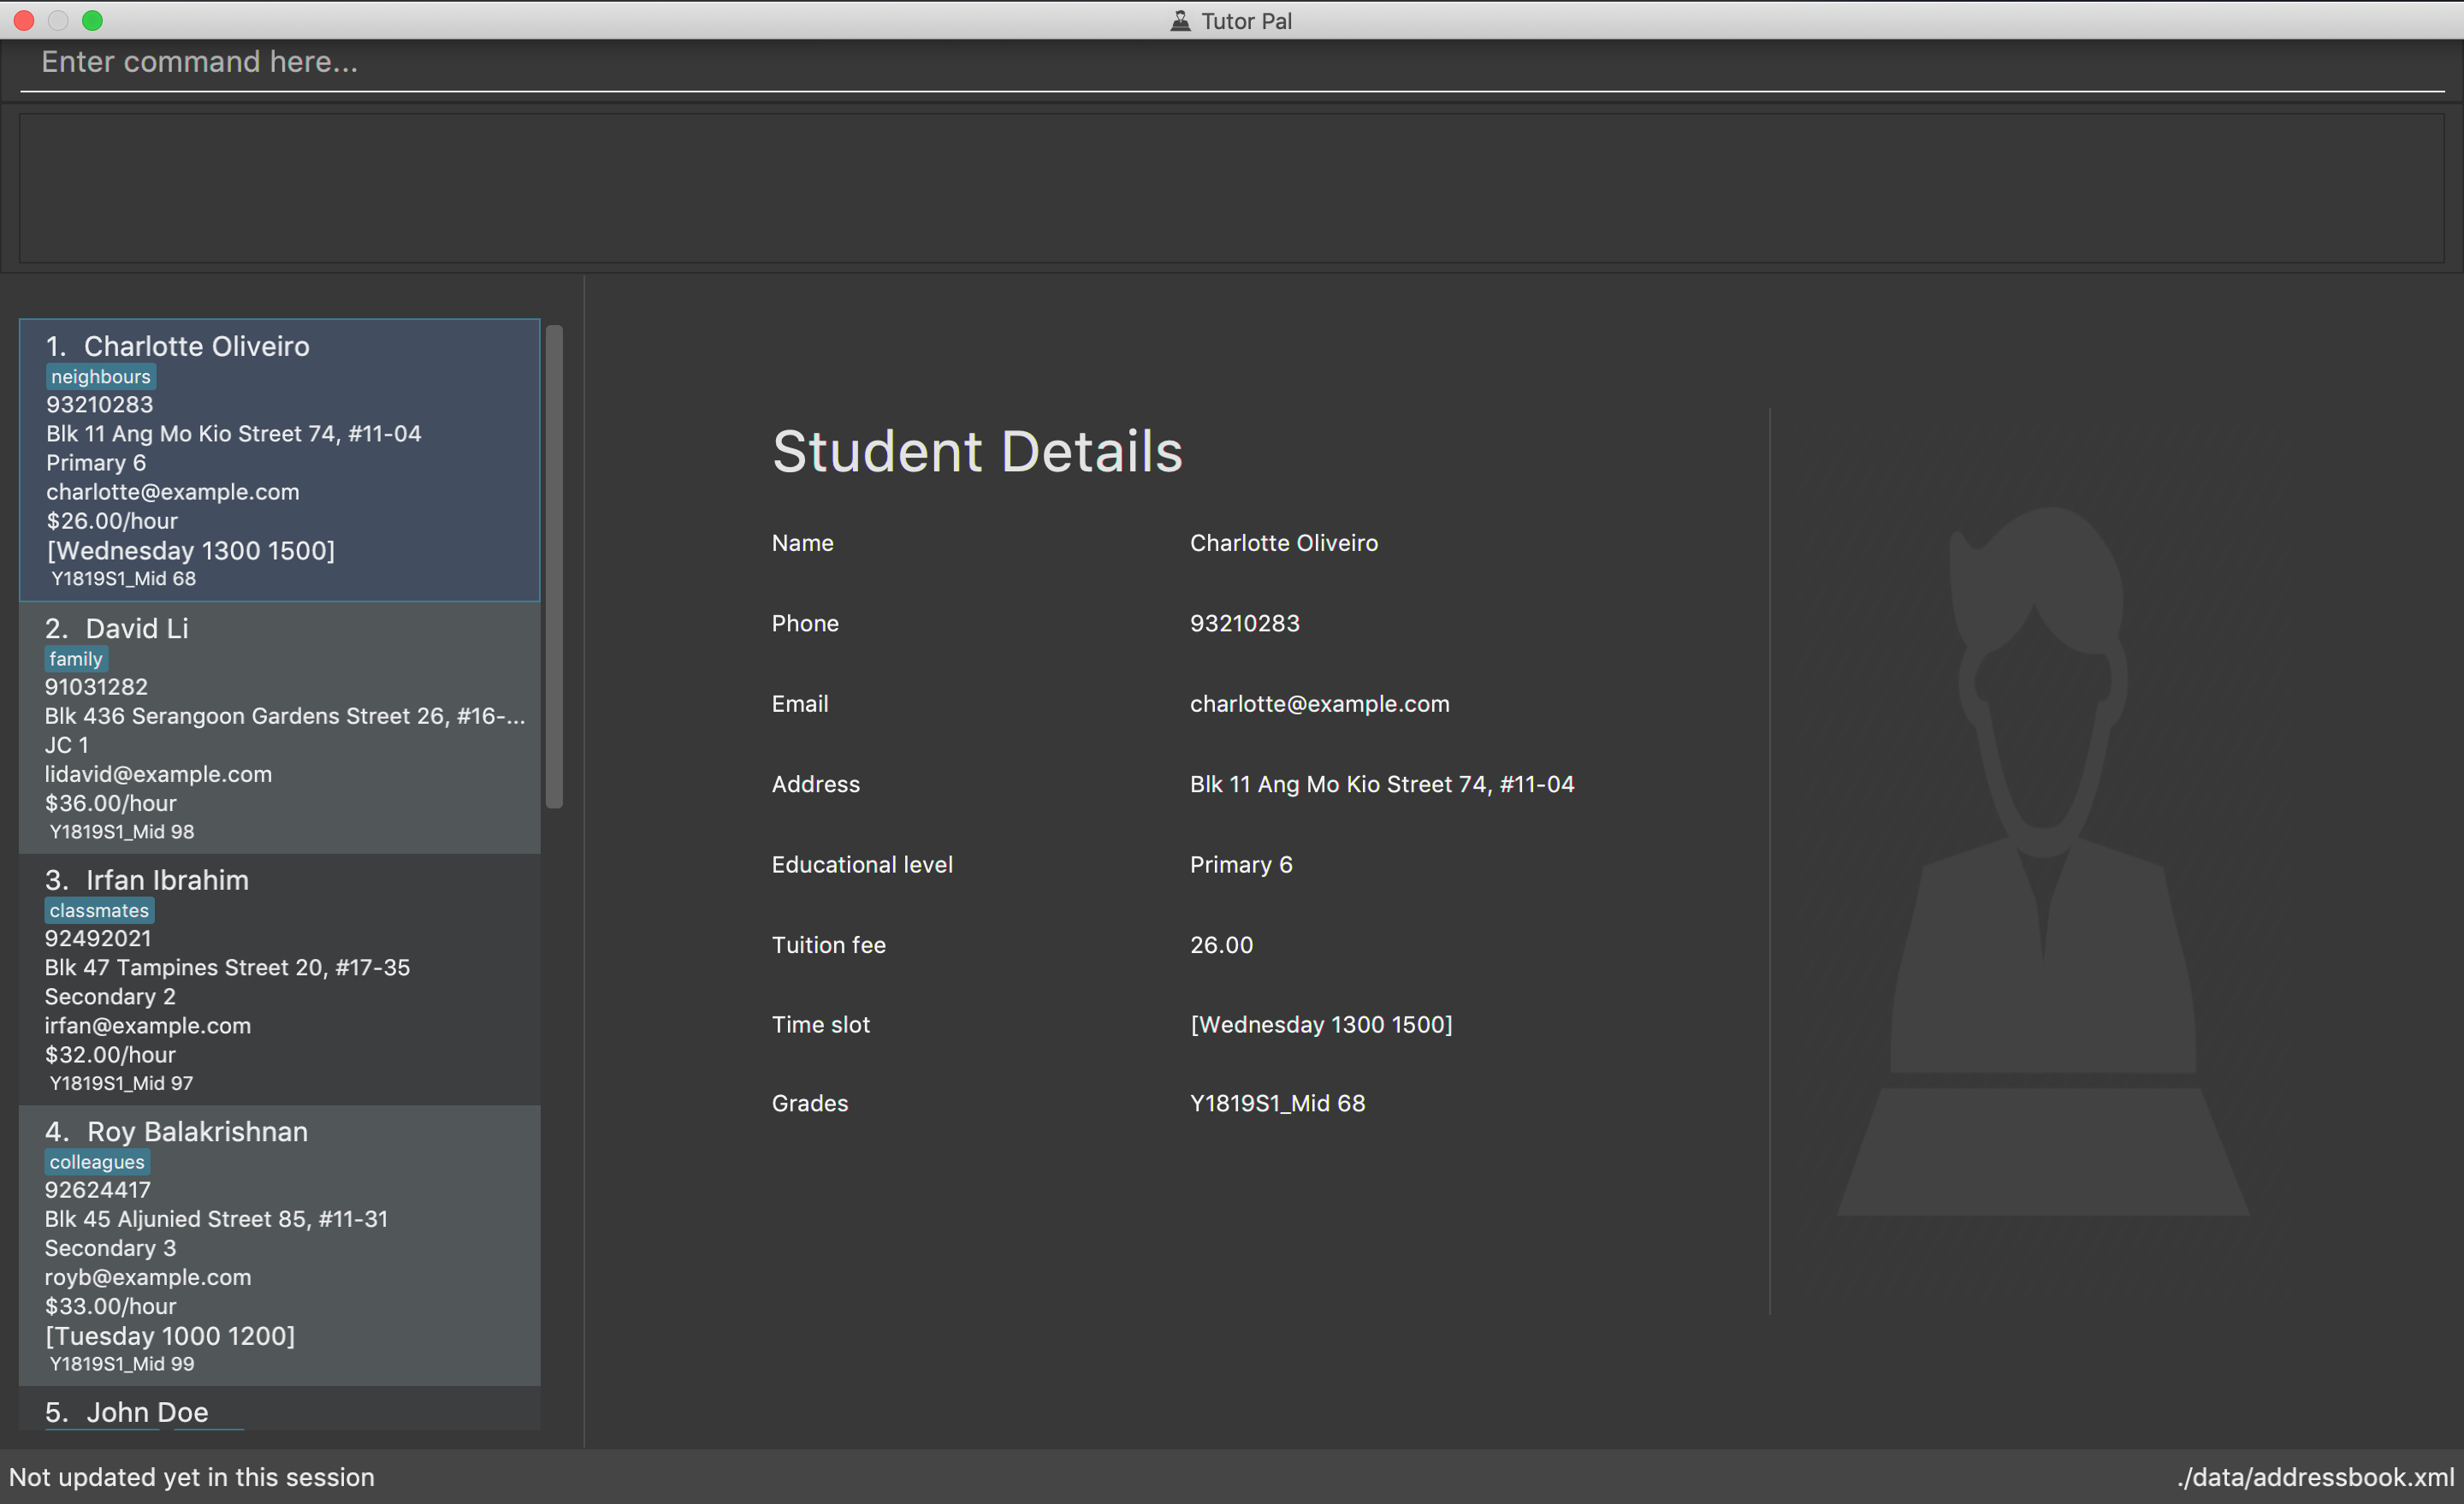 Tutor Pal
Enter command here...
1. Charlotte Oliveiro
neighbours
93210283
Blk 11 Ang Mo Kio Street 74, #11-04
Primary 6
charlotte@example.com
$26.00/hour
[Wednesday 1300 1500]
Y1819S1_Mid 68
2. David Li
family
91031282
Blk 436 Serangoon Gardens Street 26, #16-...
JC 1
lidavid@example.com
$36.00/hour
Y1819S1_Mid 98
3. Irfan Ibrahim
classmates
92492021
Blk 47 Tampines Street 20, #17-35
Secondary 2
irfan@example.com
$32.00/hour
Y1819S1_Mid 97
4. Roy Balakrishnan
colleagues
92624417
Blk 45 Aljunied Street 85, #11-31
Secondary 3
royb@example.com
$33.00/hour
[Tuesday 1000 1200]
Y1819S1_Mid 99
5. John Doe
Student Details
Name Charlotte Oliveiro
Phone 93210283
Email charlotte@example.com
Address Blk 11 Ang Mo Kio Street 74, #11-04
Educational level Primary 6
Tuition fee 26.00
Time slot [Wednesday 1300 1500]
Grades Y1819S1_Mid 68
Not updated yet in this session
./data/addressbook.xml